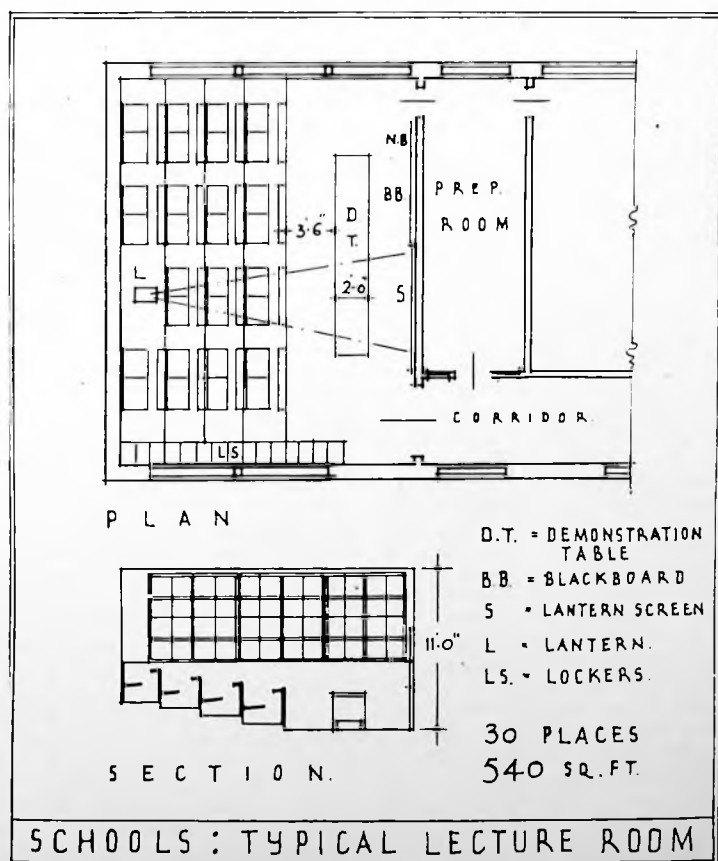 N.B
BB
PREP.
ROOM
D.
T.
3'.6"
L
2'.0"
S
CORRIDOR.
L.S.
PLAN
D.T. = DEMONSTRATION
TABLE
B.B. = BLACKBOARD
S = LANTERN SCREEN
L = LANTERN.
LS. = LOCKERS.
11'.0"
30 PLACES
540 SQ.FT.
SECTION.
SCHOOLS: TYPICAL LECTURE ROOM